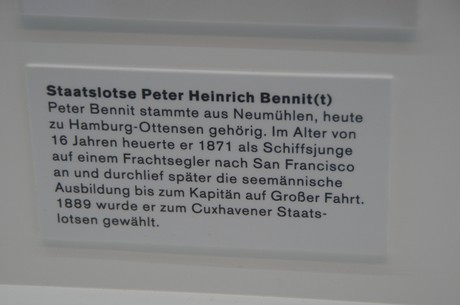 Staatslotse Peter Heinrich Bennit(t)
Peter Bennit stammte aus Neumühlen, heute
zu Hamburg-Ottensen gehörig. Im Alter von
16 Jahren heuerte er 1871 als Schiffsjunge
auf einem Frachtsegler nach San Francisco
an und durchlief später die seemännische
Ausbildung bis zum Kapitän auf Großer Fahrt.
1889 wurde er zum Cuxhavener Staats-
lotsen gewählt.